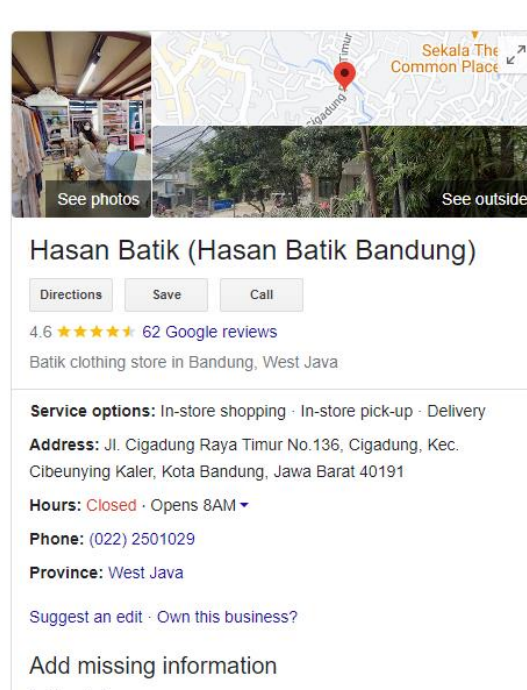 Sekala The
Common Place
Timur
Cigadung
See photos
See outside
Hasan Batik (Hasan Batik Bandung)
Directions
Save
Call
4.6 ★★★★★ 62 Google reviews
Batik clothing store in Bandung, West Java
Service options: In-store shopping · In-store pick-up · Delivery
Address: Jl. Cigadung Raya Timur No.136, Cigadung, Kec.
Cibeunying Kaler, Kota Bandung, Jawa Barat 40191
Hours: Closed · Opens 8AM
Phone: (022) 2501029
Province: West Java
Suggest an edit · Own this business?
Add missing information